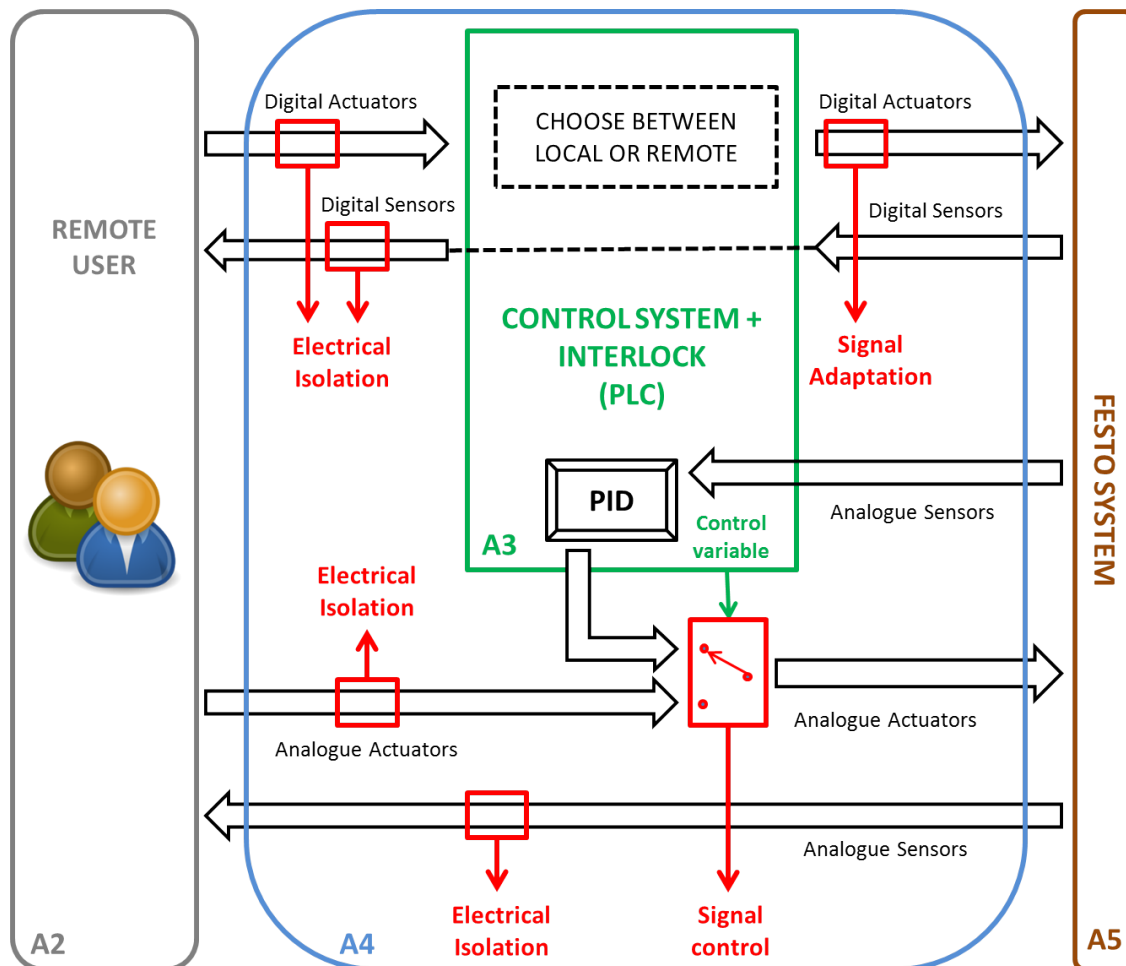 Digital Actuators
Digital Actuators
CHOOSE BETWEEN
LOCAL OR REMOTE
Digital Sensors
Digital Sensors
REMOTE
USER
CONTROL SYSTEM +
INTERLOCK
(PLC)
Electrical
Isolation
Signal
Adaptation
FESTO SYSTEM
PID
Analogue Sensors
A3
Control
variable
Electrical
Isolation
Analogue Actuators
Analogue Actuators
Analogue Sensors
Electrical
Isolation
Signal
control
A2
A4
A5